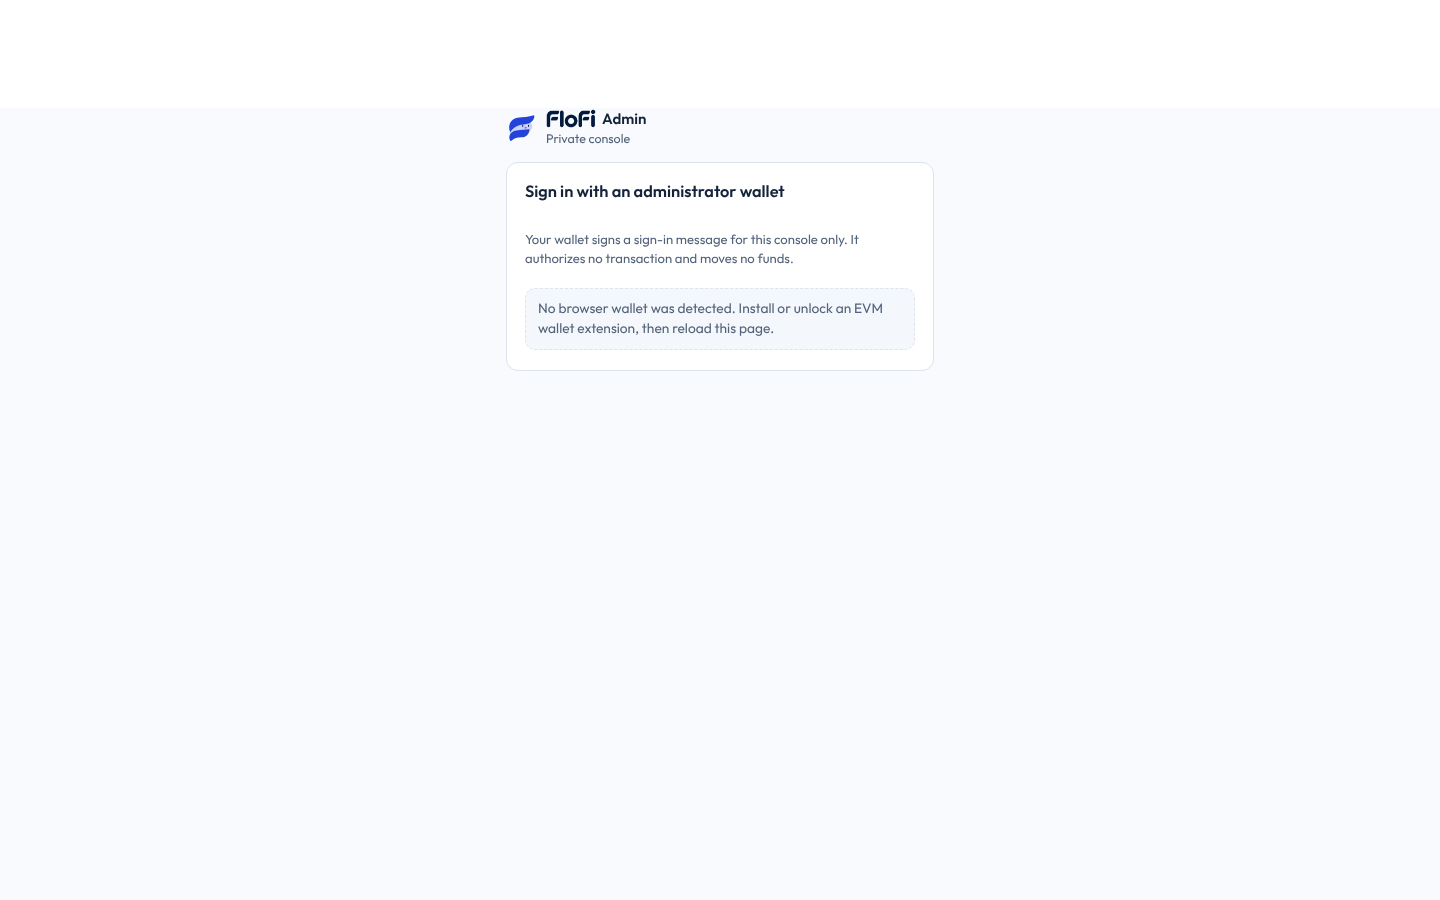 FloFi Admin
Private console
Sign in with an administrator wallet
Your wallet signs a sign-in message for this console only. It
authorizes no transaction and moves no funds.
No browser wallet was detected. Install or unlock an EVM
wallet extension, then reload this page.